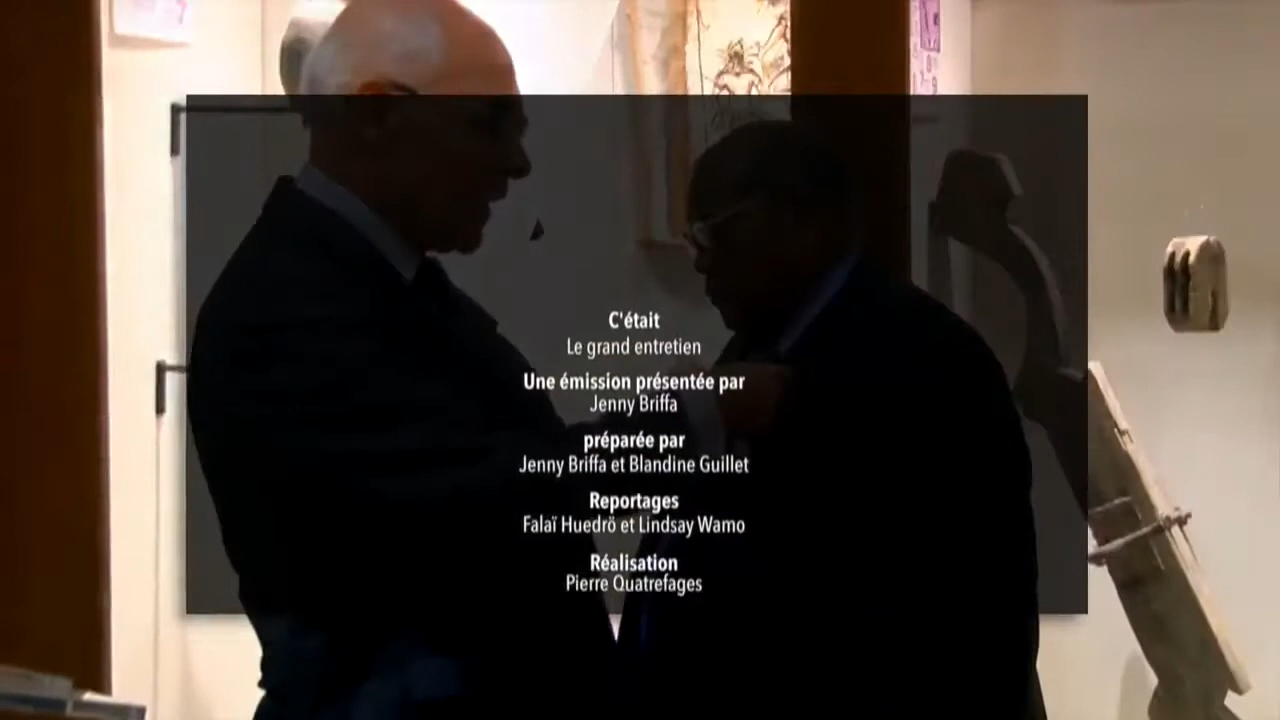 C'était
Le grand entretien
Une émission présentée par
Jenny Briffa
préparée par
Jenny Briffa et Blandine Guillet
Reportages
Falaï Huedrö et Lindsay Wamo
Réalisation
Pierre Quatrefages